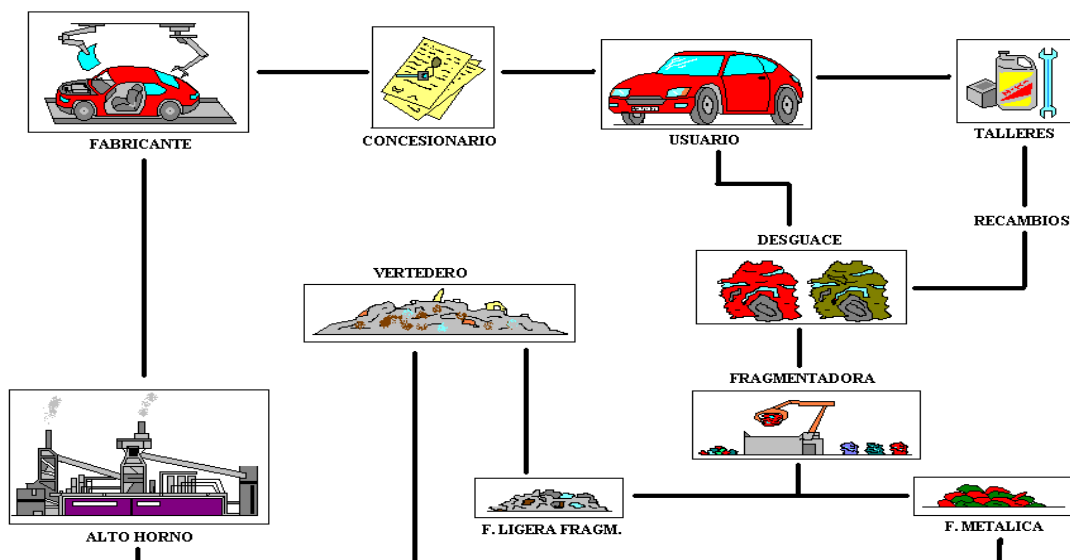 FABRICANTE
CONCESIONARIO
USUARIO
TALLERES
RECAMBIOS
DESGUACE
VERTEDERO
FRAGMENTADORA
F. LIGERA FRAGM.
F. METALICA
ALTO HORNO